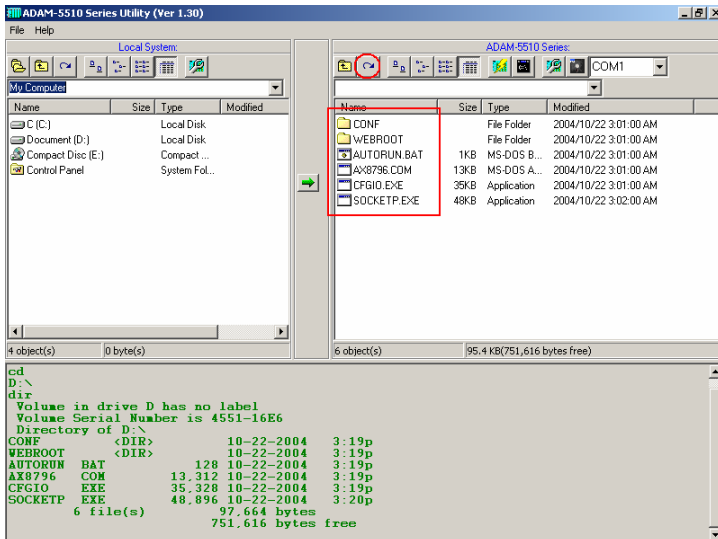 ADAM-5510 Series Utility (Ver 1.30)
File Help
Local System:
ADAM-5510 Series:
COM1
My Computer
Name Size Type Modified
C (C:) Local Disk
Document (D:) Local Disk
Compact Disc (E:) Compact ...
Control Panel System Fol...
Name Size Type Modified
CONF File Folder 2004/10/22 3:01:00 AM
WEBROOT File Folder 2004/10/22 3:01:00 AM
AUTORUN.BAT 1KB MS-DOS B... 2004/10/22 3:01:00 AM
AX8796.COM 13KB MS-DOS A... 2004/10/22 3:01:00 AM
CFGIO.EXE 35KB Application 2004/10/22 3:01:00 AM
SOCKETP.EXE 48KB Application 2004/10/22 3:02:00 AM
4 object(s) 0 byte(s)
6 object(s) 95.4 KB(751,616 bytes free)
cd
D:\
dir
Volume in drive D has no label
Volume Serial Number is 4551-16E6
Directory of D:\
CONF <DIR> 10-22-2004 3:19p
WEBROOT <DIR> 10-22-2004 3:19p
AUTORUN BAT 128 10-22-2004 3:19p
AX8796 COM 13,312 10-22-2004 3:19p
CFGIO EXE 35,328 10-22-2004 3:19p
SOCKETP EXE 48,896 10-22-2004 3:20p
6 file(s) 97,664 bytes
751,616 bytes free